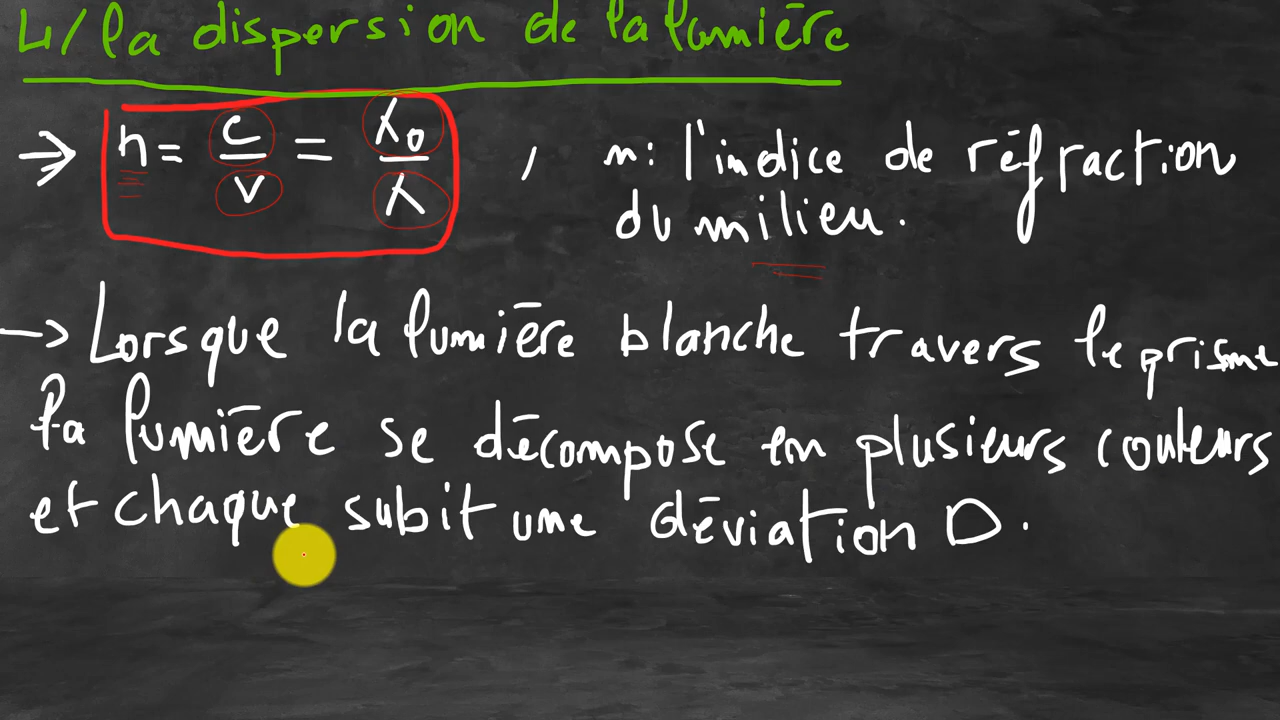 4/ la dispersion de la lumière
→ n = c/v = λ₀/λ , n: l'indice de réfraction
du milieu.
→ Lorsque la lumière blanche travers le prisme
la lumière se décompose en plusieurs couleurs
et chaque subit une déviation D.